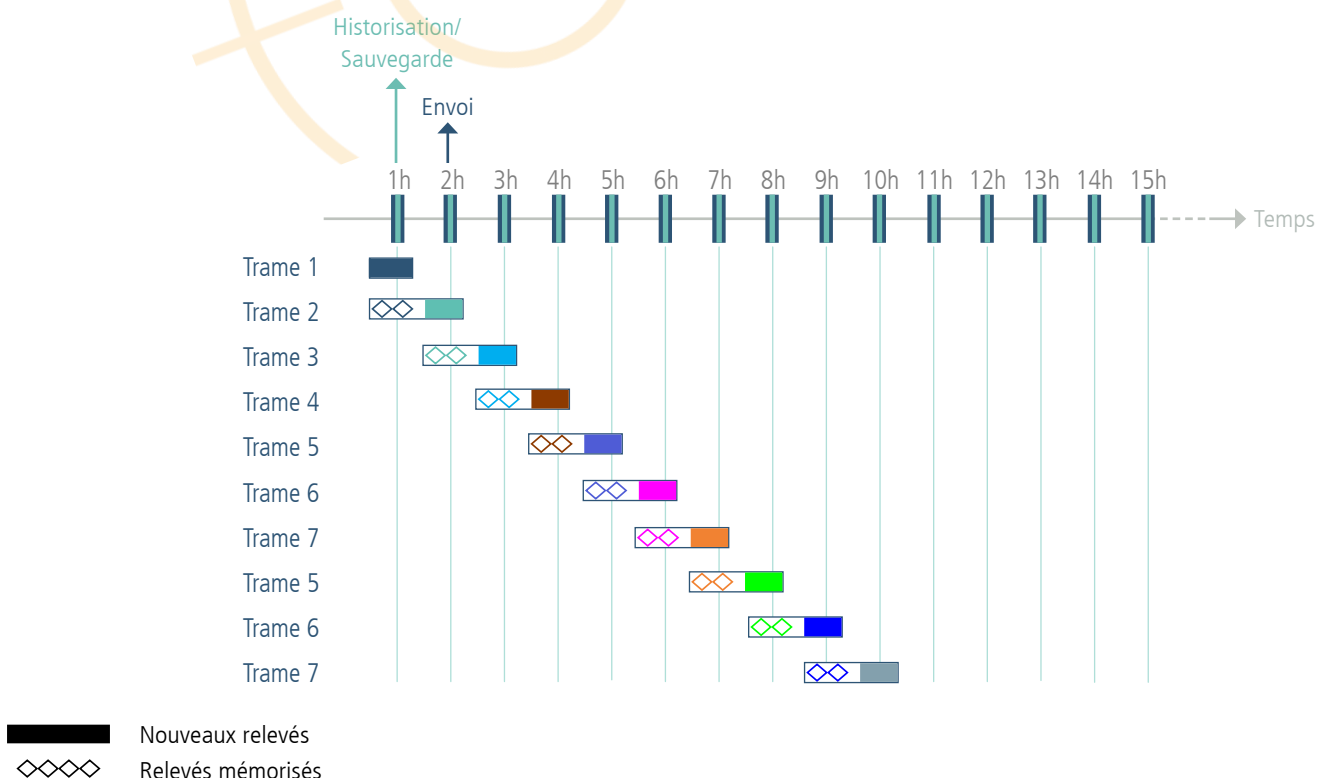 Historisation/
Sauvegarde
Envoi
1h 2h 3h 4h 5h 6h 7h 8h 9h 10h 11h 12h 13h 14h 15h
Temps
Trame 1
Trame 2
Trame 3
Trame 4
Trame 5
Trame 6
Trame 7
Trame 5
Trame 6
Trame 7
Nouveaux relevés
Relevés mémorisés